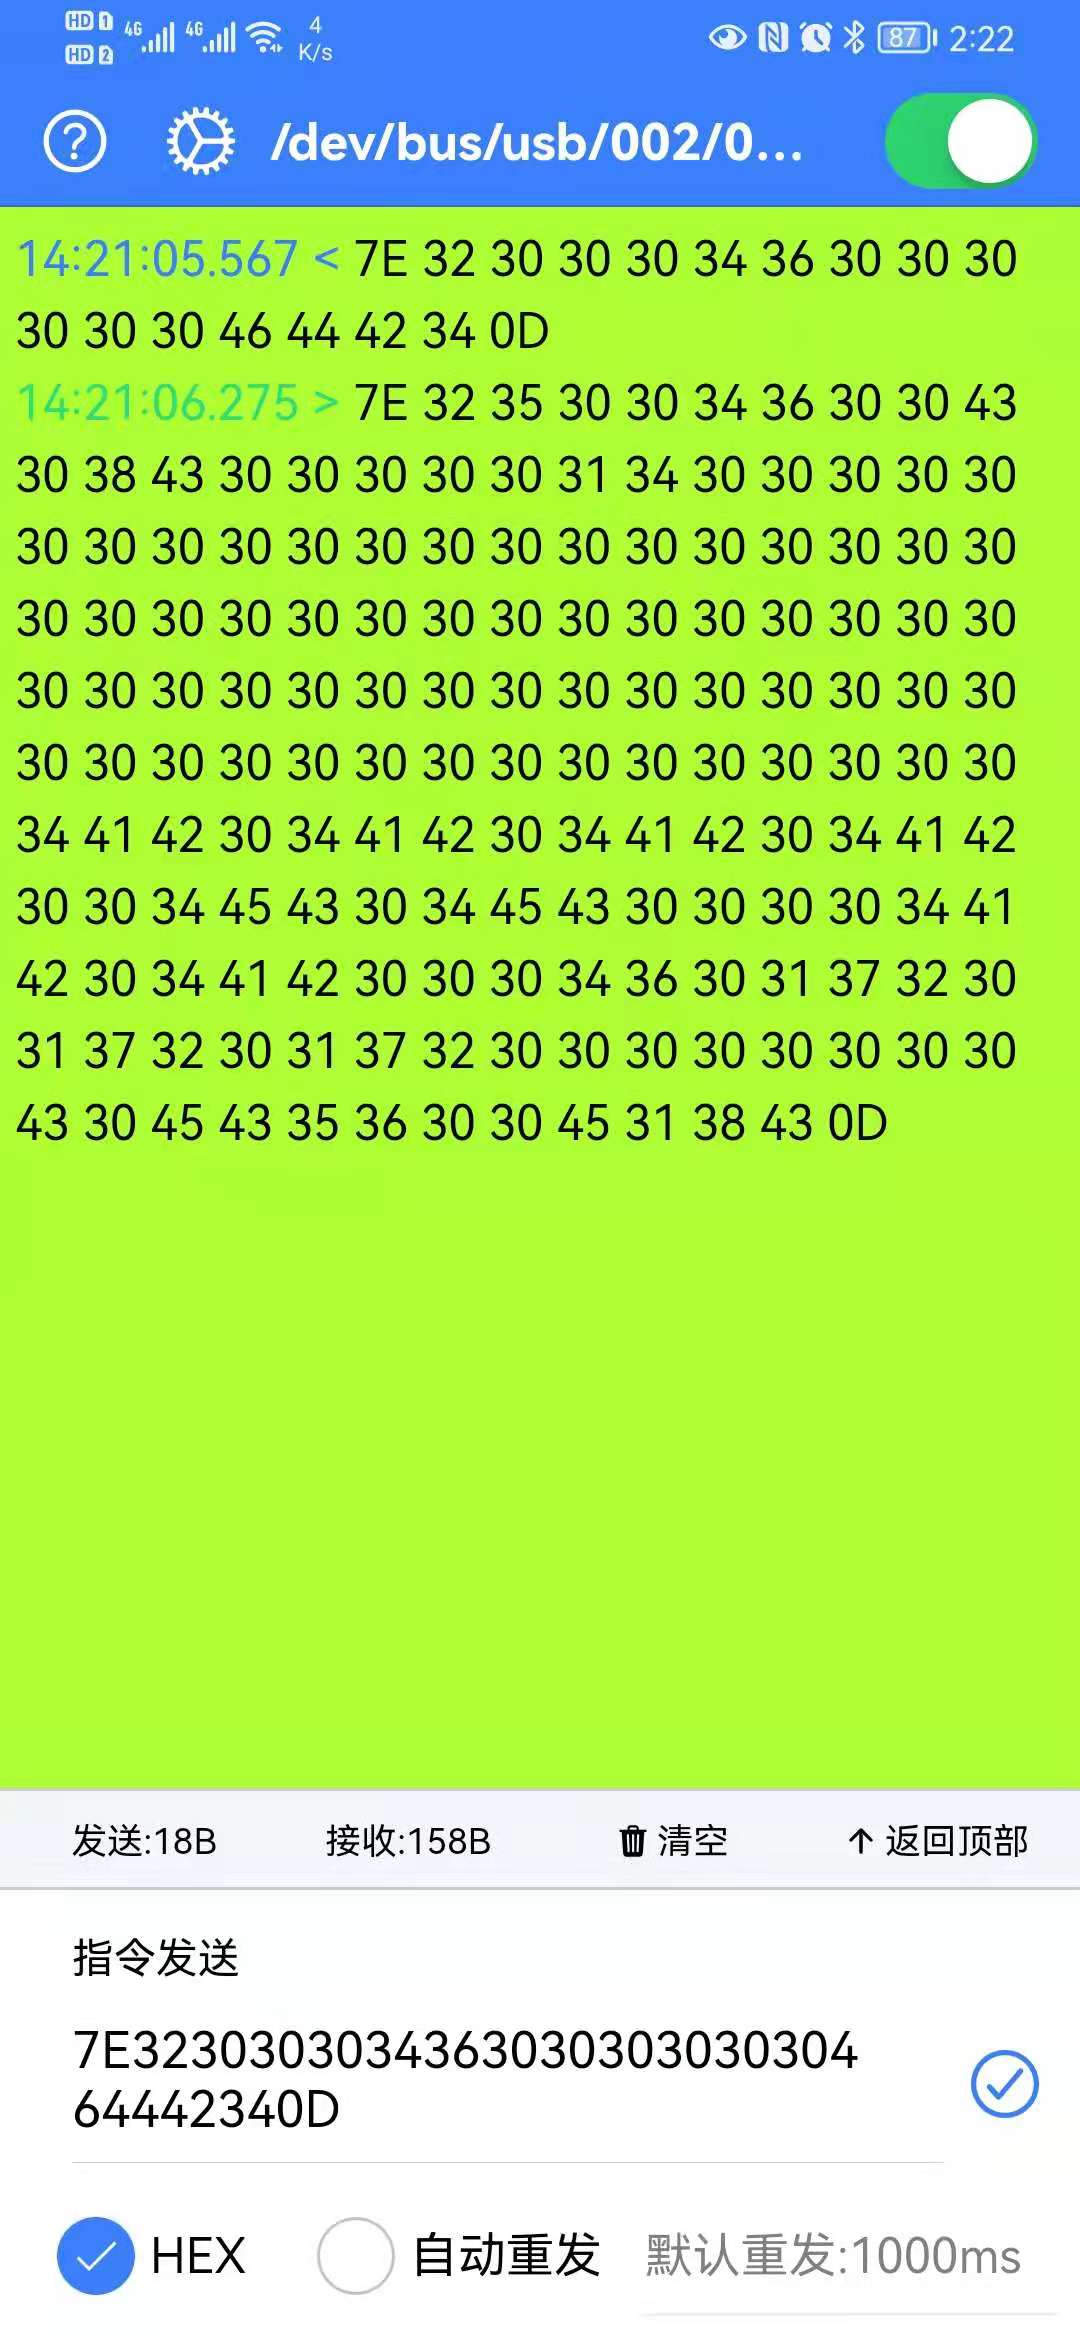 HD 1 4G 4G 4
HD 2 K/s 87 2:22
? /dev/bus/usb/002/0...
14:21:05.567 < 7E 32 30 30 30 34 36 30 30 30
30 30 30 46 44 42 34 0D
14:21:06.275 > 7E 32 35 30 30 34 36 30 30 43
30 38 43 30 30 30 30 30 31 34 30 30 30 30 30
30 30 30 30 30 30 30 30 30 30 30 30 30 30 30
30 30 30 30 30 30 30 30 30 30 30 30 30 30 30
30 30 30 30 30 30 30 30 30 30 30 30 30 30 30
30 30 30 30 30 30 30 30 30 30 30 30 30 30 30
34 41 42 30 34 41 42 30 34 41 42 30 34 41 42
30 30 34 45 43 30 34 45 43 30 30 30 30 34 41
42 30 34 41 42 30 30 30 34 36 30 31 37 32 30
31 37 32 30 31 37 32 30 30 30 30 30 30 30 30
43 30 45 43 35 36 30 30 45 31 38 43 0D
发送:18B 接收:158B 清空 返回顶部
指令发送
7E323030303436303030303030304
64442340D
HEX 自动重发 默认重发:1000ms